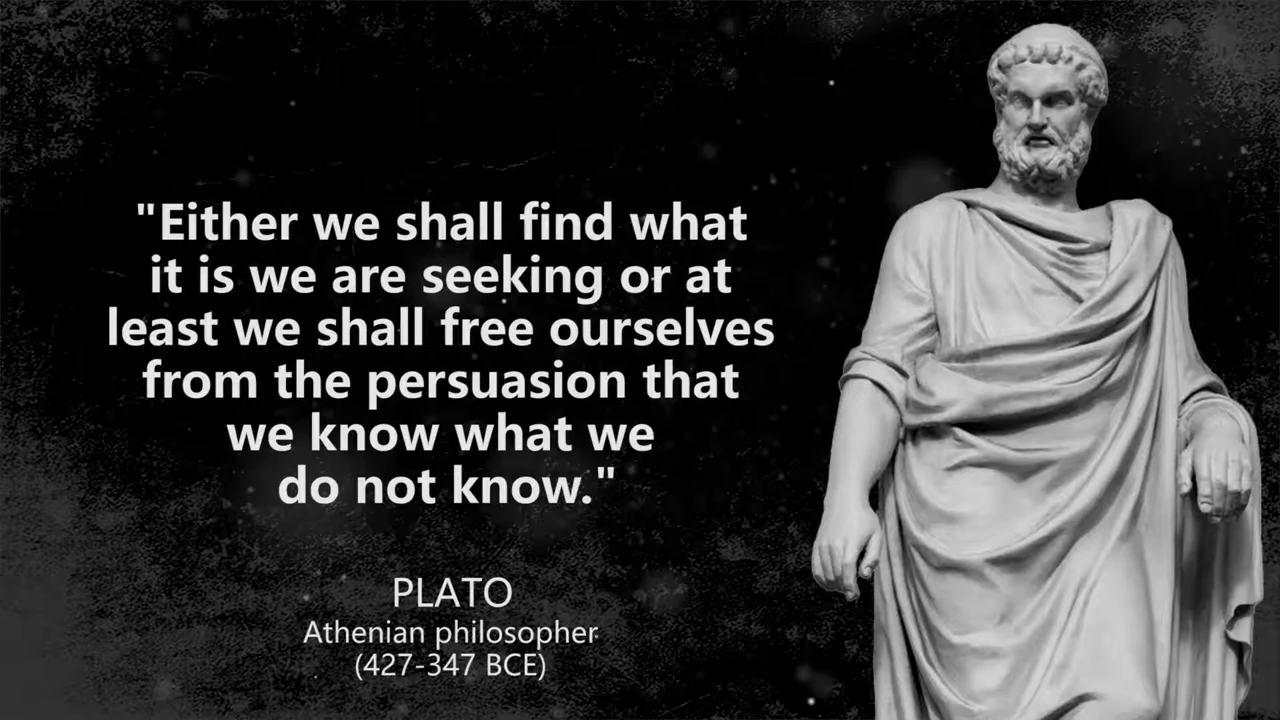 "Either we shall find what
it is we are seeking or at
least we shall free ourselves
from the persuasion that
we know what we
do not know."
PLATO
Athenian philosopher
(427-347 BCE)